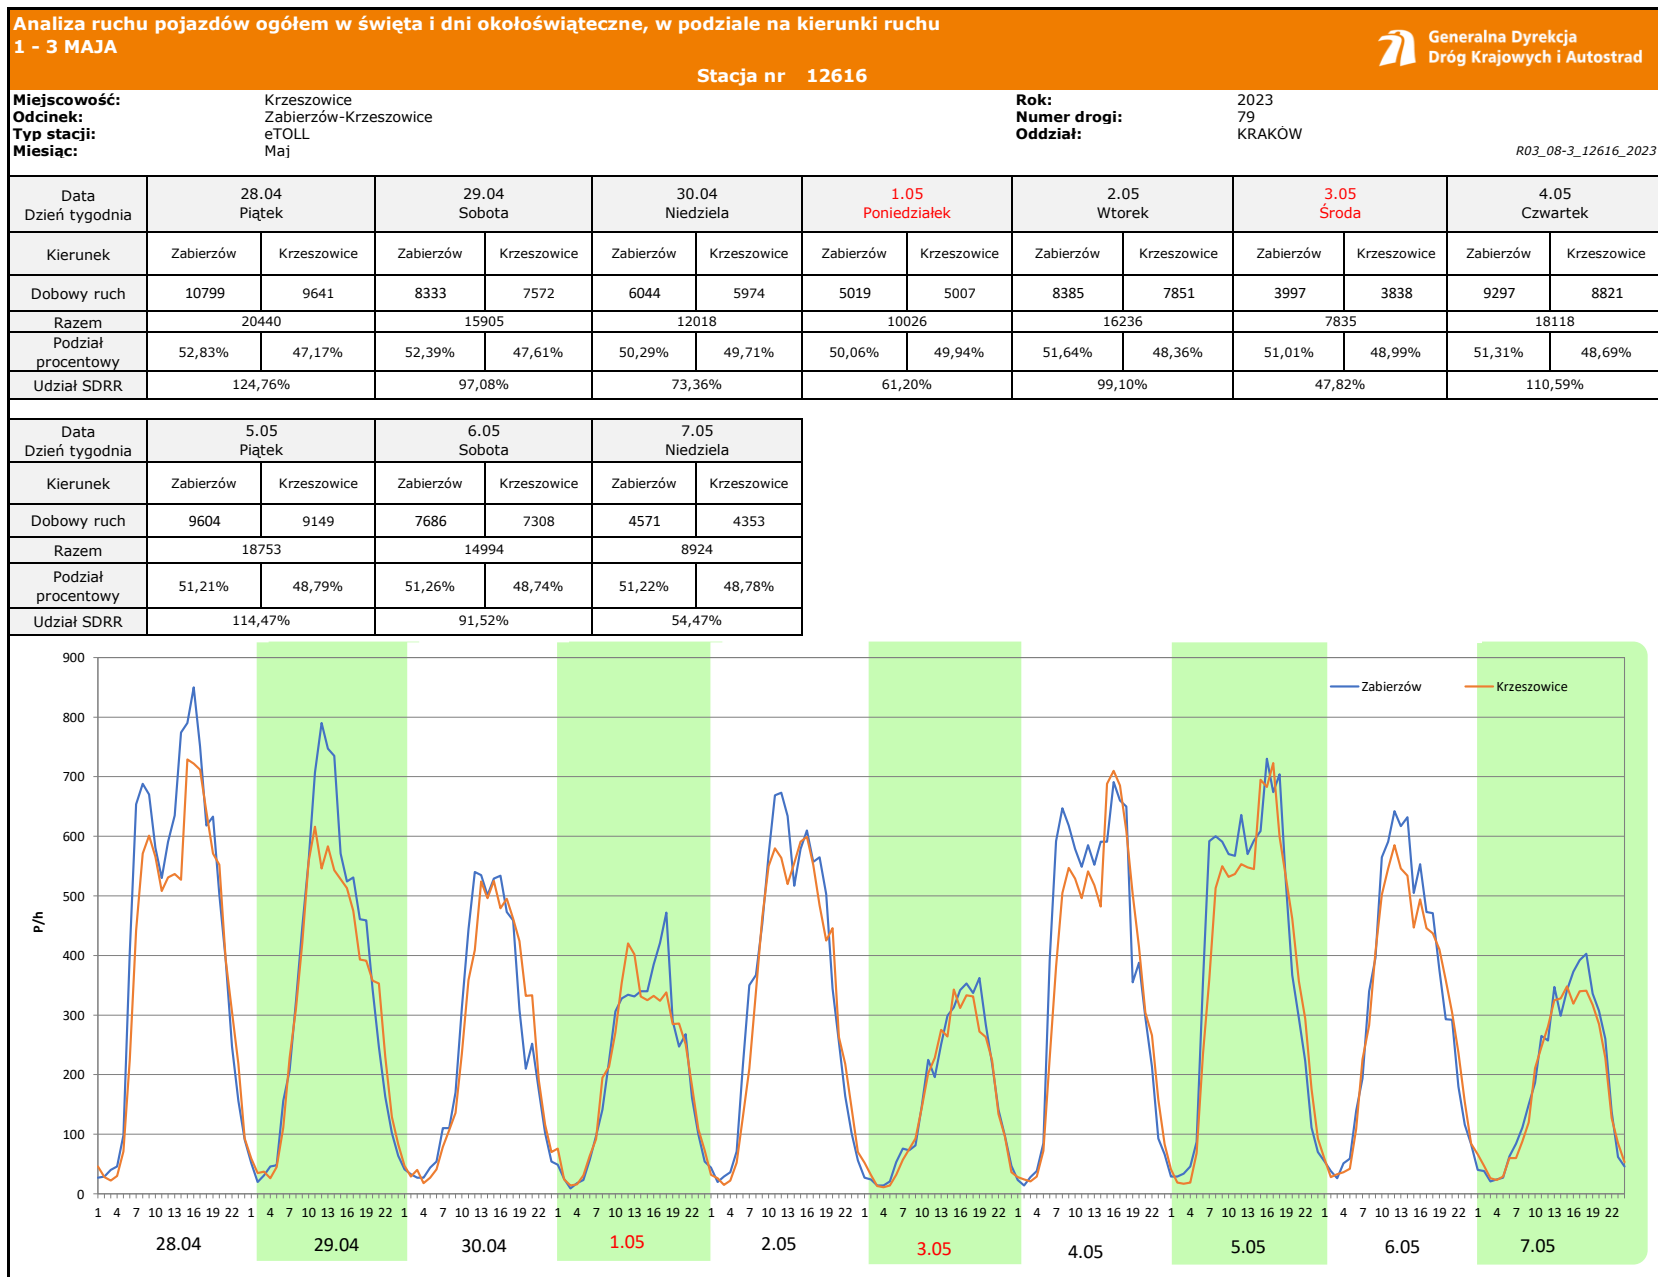 Analiza ruchu pojazdów ogółem w święta i dni okołoświąteczne, w podziale na kierunki ruchu
1 - 3 MAJA
Generalna Dyrekcja
Dróg Krajowych i Autostrad
Stacja nr 12616
Miejscowość: Krzeszowice Rok: 2023
Odcinek: Zabierzów-Krzeszowice Numer drogi: 79
Typ stacji: eTOLL Oddział: KRAKÓW
Miesiąc: Maj R03_08-3_12616_2023
Data 28.04 29.04 30.04 1.05 2.05 3.05 4.05
Dzień tygodnia Piątek Sobota Niedziela Poniedziałek Wtorek Środa Czwartek
Kierunek Zabierzów Krzeszowice Zabierzów Krzeszowice Zabierzów Krzeszowice Zabierzów Krzeszowice Zabierzów Krzeszowice Zabierzów Krzeszowice Zabierzów Krzeszowice
Dobowy ruch 10799 9641 8333 7572 6044 5974 5019 5007 8385 7851 3997 3838 9297 8821
Razem 20440 15905 12018 10026 16236 7835 18118
Podział
procentowy 52,83% 47,17% 52,39% 47,61% 50,29% 49,71% 50,06% 49,94% 51,64% 48,36% 51,01% 48,99% 51,31% 48,69%
Udział SDRR 124,76% 97,08% 73,36% 61,20% 99,10% 47,82% 110,59%
Data 5.05 6.05 7.05
Dzień tygodnia Piątek Sobota Niedziela
Kierunek Zabierzów Krzeszowice Zabierzów Krzeszowice Zabierzów Krzeszowice
Dobowy ruch 9604 9149 7686 7308 4571 4353
Razem 18753 14994 8924
Podział
procentowy 51,21% 48,79% 51,26% 48,74% 51,22% 48,78%
Udział SDRR 114,47% 91,52% 54,47%
900
Zabierzów Krzeszowice
800
700
600
500
P/h
400
300
200
100
0
1 4 7 10 13 16 19 22 1 4 7 10 13 16 19 22 1 4 7 10 13 16 19 22 1 4 7 10 13 16 19 22 1 4 7 10 13 16 19 22 1 4 7 10 13 16 19 22 1 4 7 10 13 16 19 22 1 4 7 10 13 16 19 22 1 4 7 10 13 16 19 22 1 4 7 10 13 16 19 22
28.04 29.04 30.04 1.05 2.05 3.05 4.05 5.05 6.05 7.05